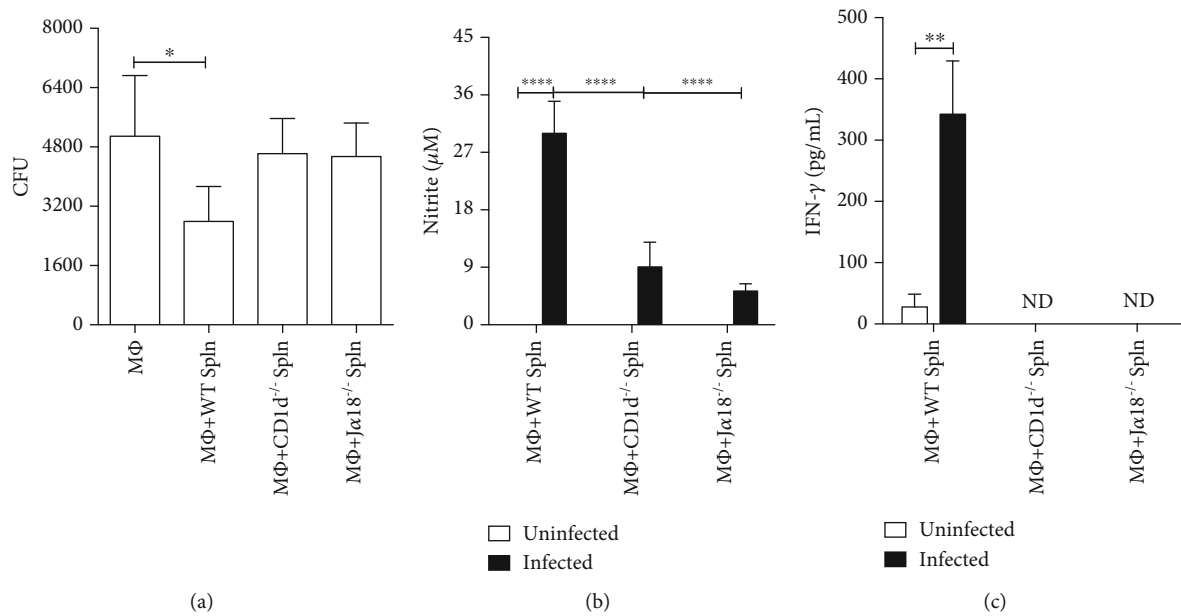 8000
6400
4800
3200
1600
0
CFU
*
MΦ
MΦ+WT Spln
MΦ+CD1d-/- Spln
MΦ+Jα18-/- Spln
(a)
45
36
27
18
9
0
Nitrite (μM)
****
****
****
MΦ+WT Spln
MΦ+CD1d-/- Spln
MΦ+Jα18-/- Spln
Uninfected
Infected
(b)
500
400
300
200
100
0
IFN-γ (pg/mL)
**
ND
ND
MΦ+WT Spln
MΦ+CD1d-/- Spln
MΦ+Jα18-/- Spln
Uninfected
Infected
(c)